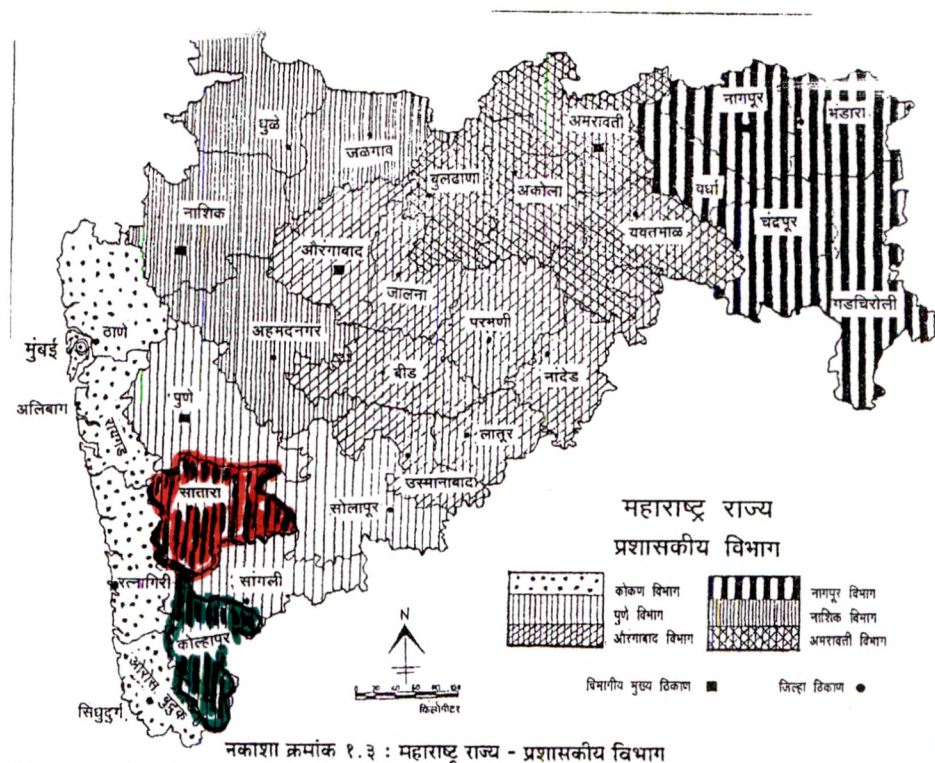 नागपूर
भंडारा
अमरावती
धुळे
जळगाव
बुलढाणा
अकोला
वर्धा
यवतमाळ
चंद्रपूर
नाशिक
औरंगाबाद
जालना
गडचिरोली
परभणी
अहमदनगर
ठाणे
मुंबई
बीड
नांदेड
पुणे
अलिबाग
रायगड
लातूर
उस्मानाबाद
सातारा
सोलापूर
रत्नागिरी
सांगली
कोल्हापूर
ओरोस बुद्रुक
सिधुदुर्ग
महाराष्ट्र राज्य
प्रशासकीय विभाग
कोकण विभाग
नागपूर विभाग
पुणे विभाग
नाशिक विभाग
औरंगाबाद विभाग
अमरावती विभाग
विभागीय मुख्य ठिकाण
जिल्हा ठिकाण
N
किलोमीटर
नकाशा क्रमांक १.३ : महाराष्ट्र राज्य - प्रशासकीय विभाग